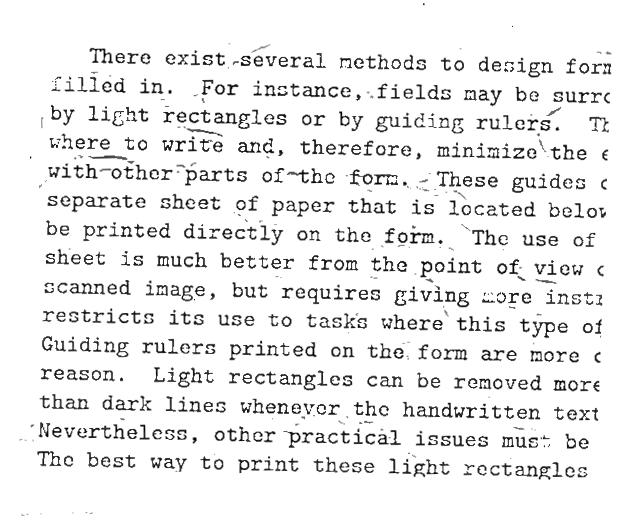 There exist several methods to design form
filled in. For instance, fields may be surro
by light rectangles or by guiding rulers. Th
where to write and, therefore, minimize the e
with other parts of the form. These guides c
separate sheet of paper that is located below
be printed directly on the form. The use of
sheet is much better from the point of view o
scanned image, but requires giving more instr
restricts its use to tasks where this type of
Guiding rulers printed on the form are more c
reason. Light rectangles can be removed more
than dark lines whenever the handwritten text
Nevertheless, other practical issues must be
The best way to print these light rectangles